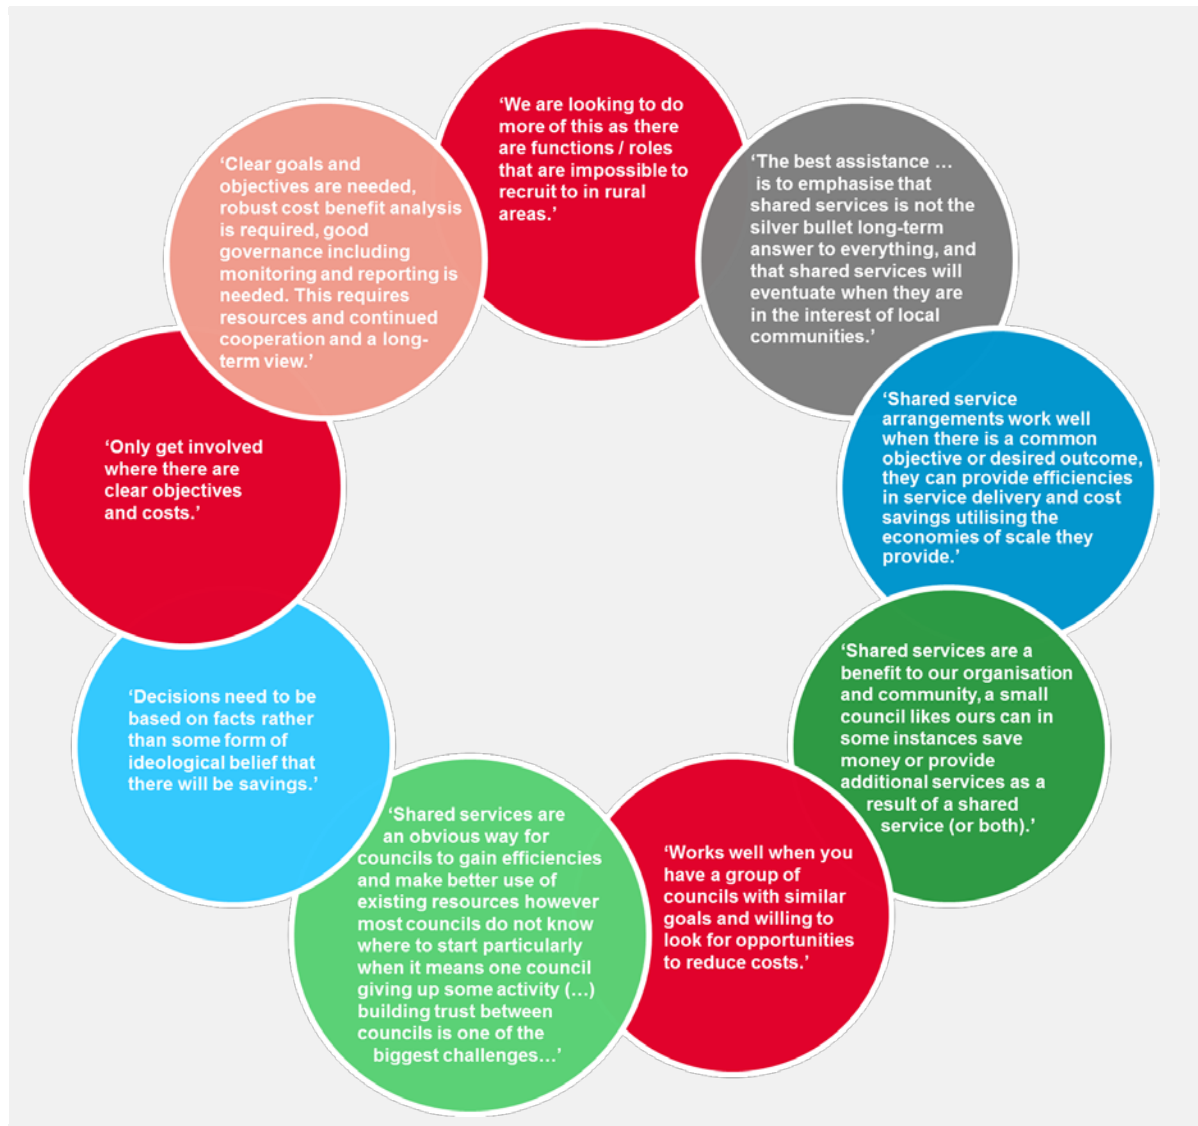 ‘We are looking to do
more of this as there
are functions / roles
that are impossible to
recruit to in rural
areas.’
‘The best assistance …
is to emphasise that
shared services is not the
silver bullet long-term
answer to everything, and
that shared services will
eventuate when they are
in the interest of local
communities.’
‘Shared service
arrangements work well
when there is a common
objective or desired outcome,
they can provide efficiencies
in service delivery and cost
savings utilising the
economies of scale they
provide.’
‘Shared services are a
benefit to our organisation
and community, a small
council likes ours can in
some instances save
money or provide
additional services as a
result of a shared
service (or both).’
‘Works well when you
have a group of
councils with similar
goals and willing to
look for opportunities
to reduce costs.’
‘Shared services are
an obvious way for
councils to gain efficiencies
and make better use of
existing resources however
most councils do not know
where to start particularly
when it means one council
giving up some activity (…)
building trust between
councils is one of the
biggest challenges…’
‘Decisions need to be
based on facts rather
than some form of
ideological belief that
there will be savings.’
‘Only get involved
where there are
clear objectives
and costs.’
‘Clear goals and
objectives are needed,
robust cost benefit analysis
is required, good
governance including
monitoring and reporting is
needed. This requires
resources and continued
cooperation and a long-
term view.’